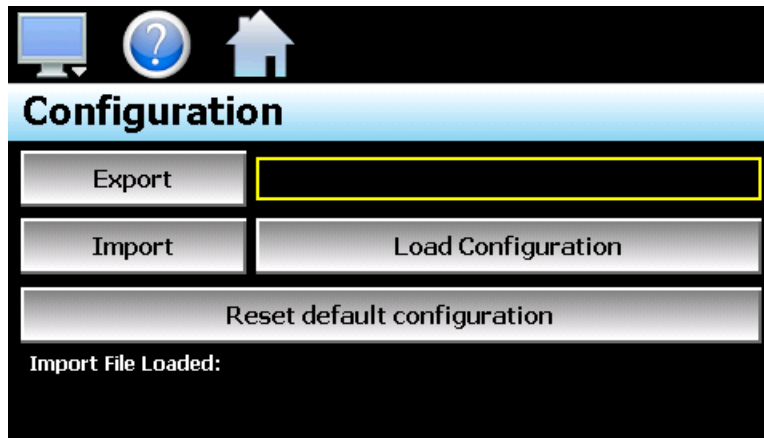 ?
Configuration
Export
Import
Load Configuration
Reset default configuration
Import File Loaded: